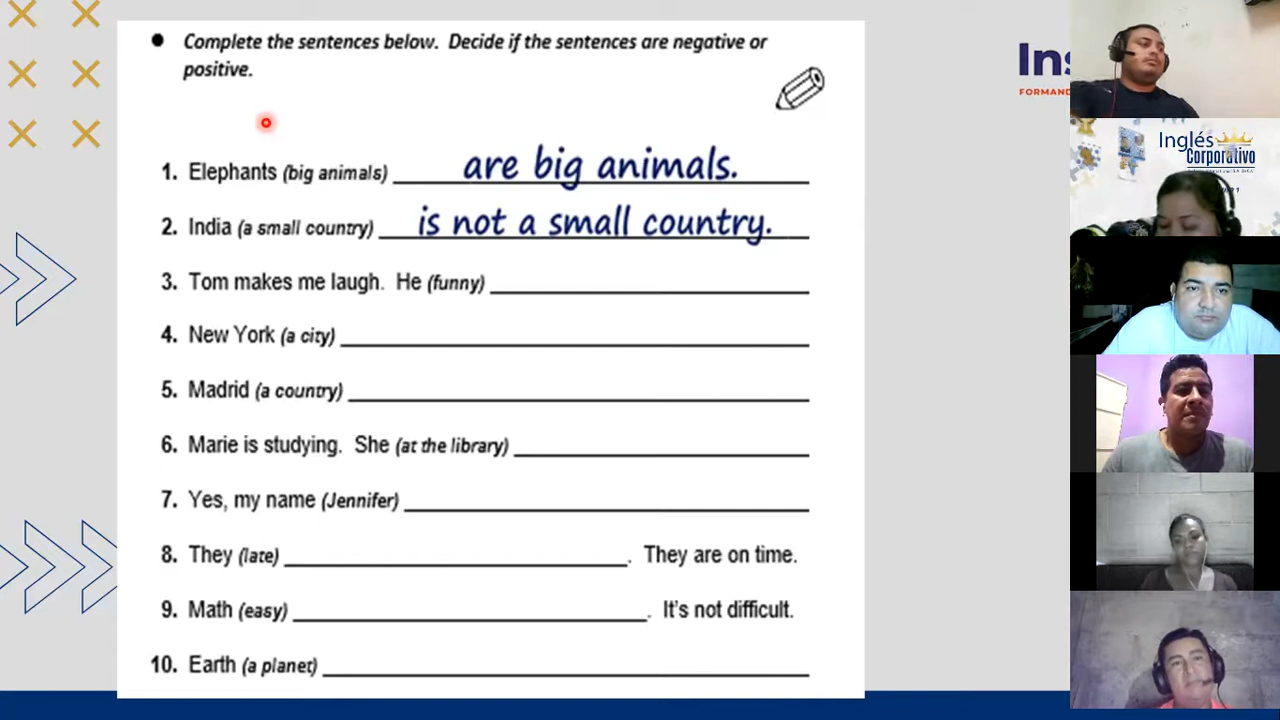 Complete the sentences below. Decide if the sentences are negative or
positive.
1. Elephants (big animals) are big animals.
2. India (a small country) is not a small country.
3. Tom makes me laugh. He (funny)
4. New York (a city)
5. Madrid (a country)
6. Marie is studying. She (at the library)
7. Yes, my name (Jennifer)
8. They (late) . They are on time.
9. Math (easy) . It's not difficult.
10. Earth (a planet)
Inglés
Corporativo